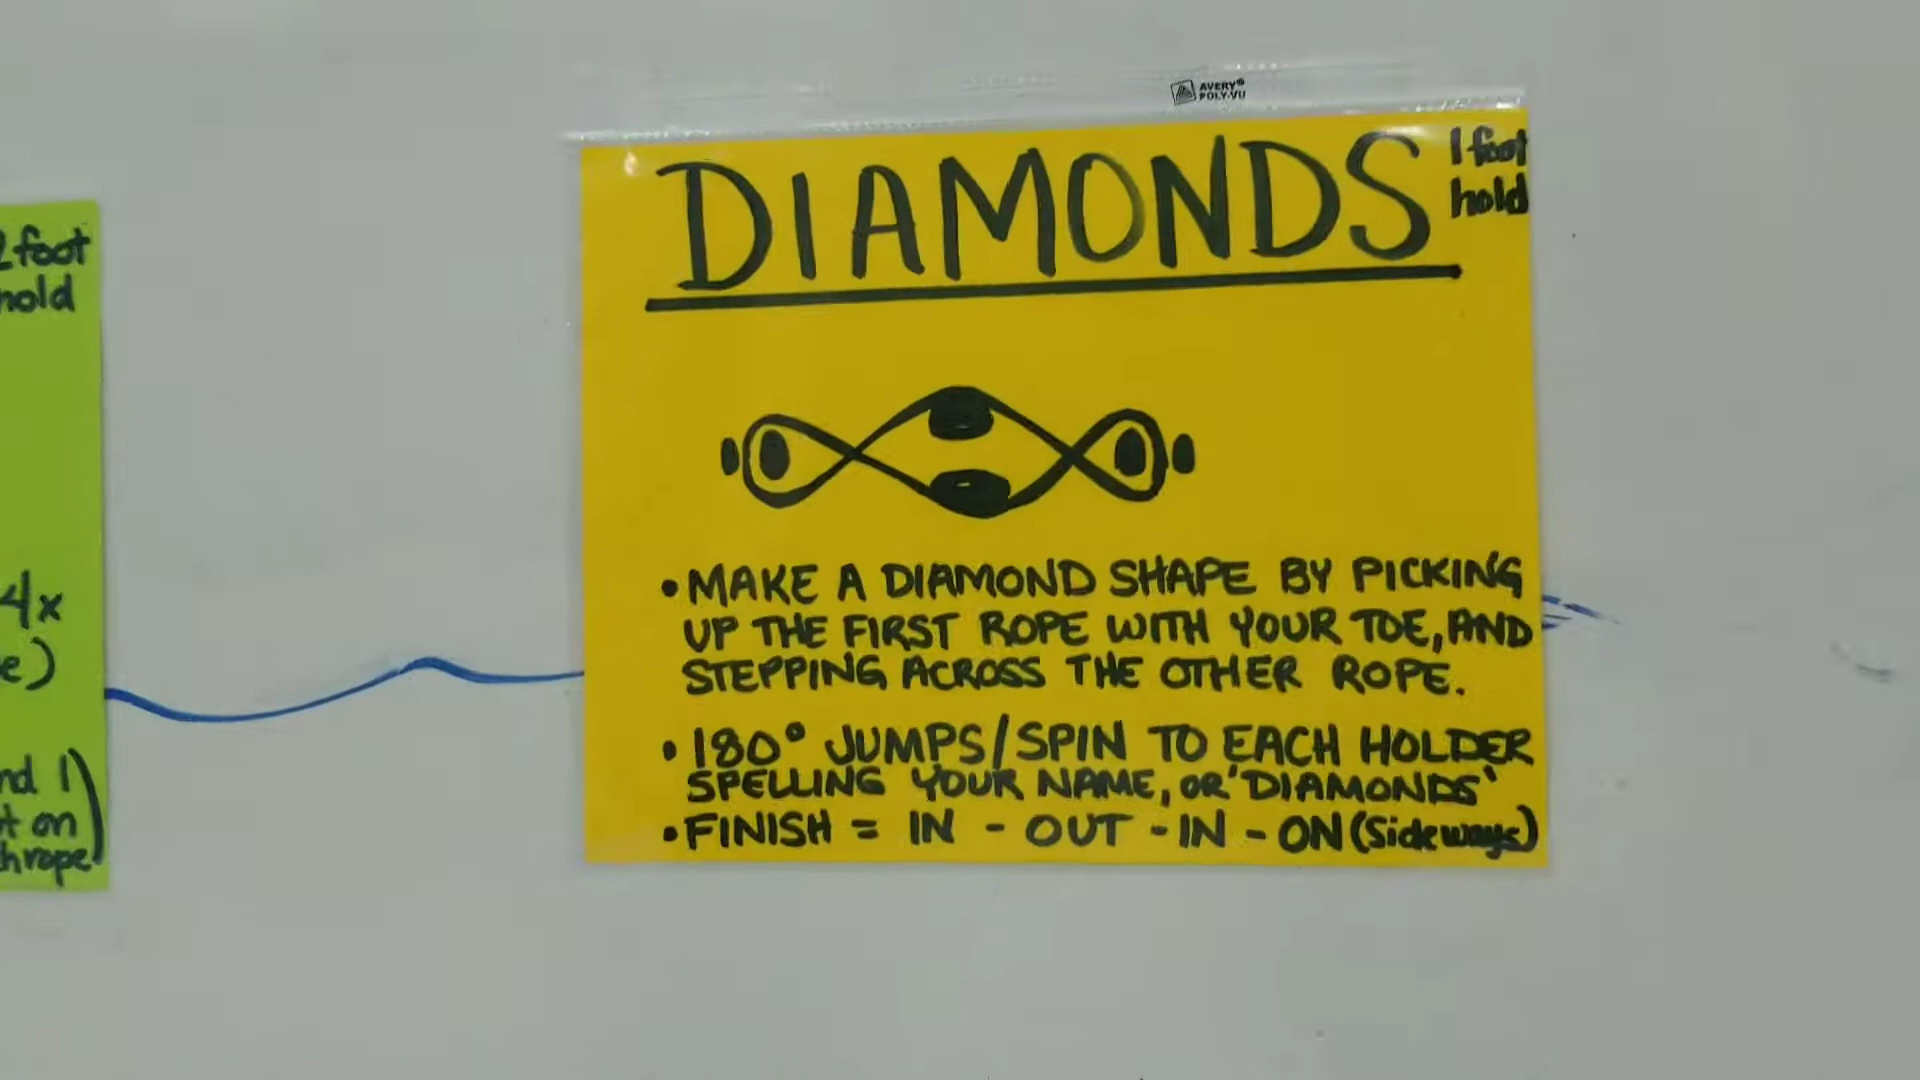 AVERY®
POLY-VU
DIAMONDS
1 foot
hold
• MAKE A DIAMOND SHAPE BY PICKING
UP THE FIRST ROPE WITH YOUR TOE, AND
STEPPING ACROSS THE OTHER ROPE.
• 180° JUMPS/SPIN TO EACH HOLDER
SPELLING YOUR NAME, OR 'DIAMONDS'
• FINISH = IN - OUT - IN - ON (Sideways)
2 foot
hold
4x
on
rope